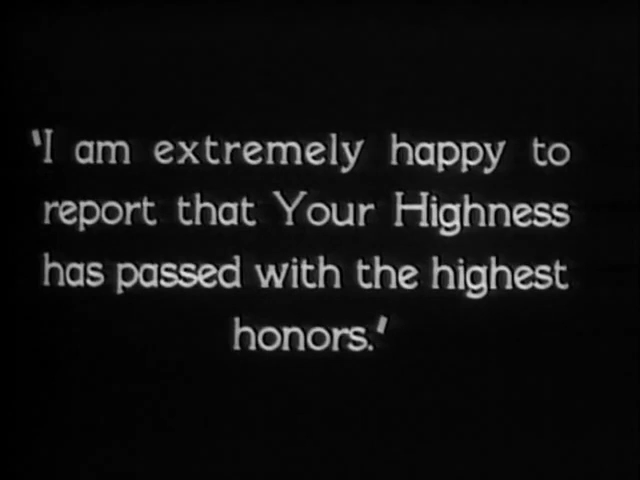 'I am extremely happy to
report that Your Highness
has passed with the highest
honors.'